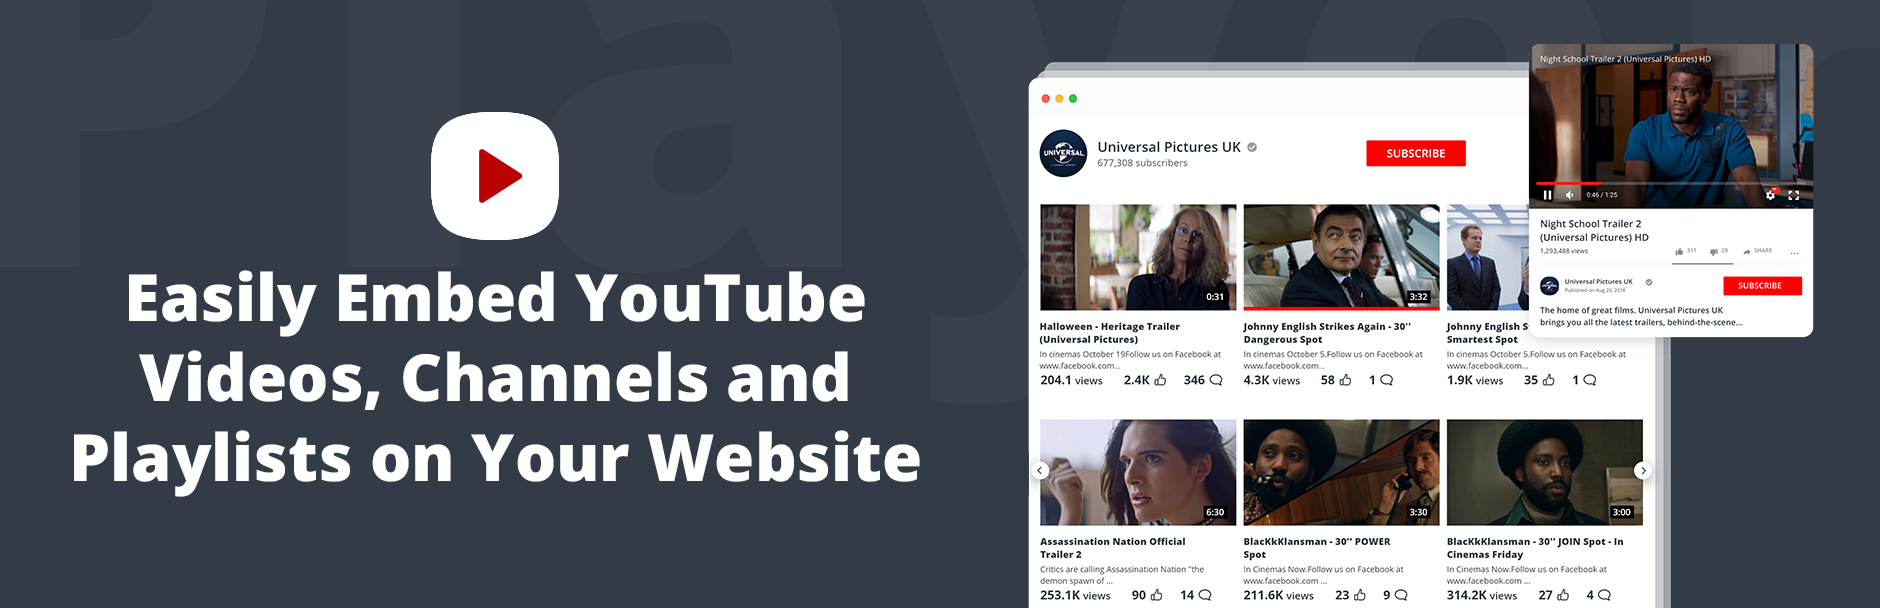 Player
Easily Embed YouTube
Videos, Channels and
Playlists on Your Website
UNIVERSAL
Universal Pictures UK
677,308 subscribers
SUBSCRIBE
0:31
Halloween - Heritage Trailer
(Universal Pictures)
In cinemas October 19Follow us on Facebook at
www.facebook.com...
204.1 views 2.4K 346
3:32
Johnny English Strikes Again - 30''
Dangerous Spot
In cinemas October 5.Follow us on Facebook at
www.facebook.com...
4.3K views 58 1
Johnny English S
Smartest Spot
In cinemas October 5.Follow us on Facebook at
www.facebook.com...
1.9K views 35 1
6:30
Assassination Nation Official
Trailer 2
Critics are calling Assassination Nation "the
demon spawn of ...
253.1K views 90 14
3:30
BlacKkKlansman - 30'' POWER
Spot
In Cinemas Now.Follow us on Facebook at
www.facebook.com ...
211.6K views 23 9
3:00
BlacKkKlansman - 30'' JOIN Spot - In
Cinemas Friday
In Cinemas Now.Follow us on Facebook at
www.facebook.com ...
314.2K views 27 4
Night School Trailer 2 (Universal Pictures) HD
0:46 / 1:25
Night School Trailer 2
(Universal Pictures) HD
1,293,488 views
311 29 SHARE ...
Universal Pictures UK
Published on Aug 20, 2018
SUBSCRIBE
The home of great films. Universal Pictures UK
brings you all the latest trailers, behind-the-scene...